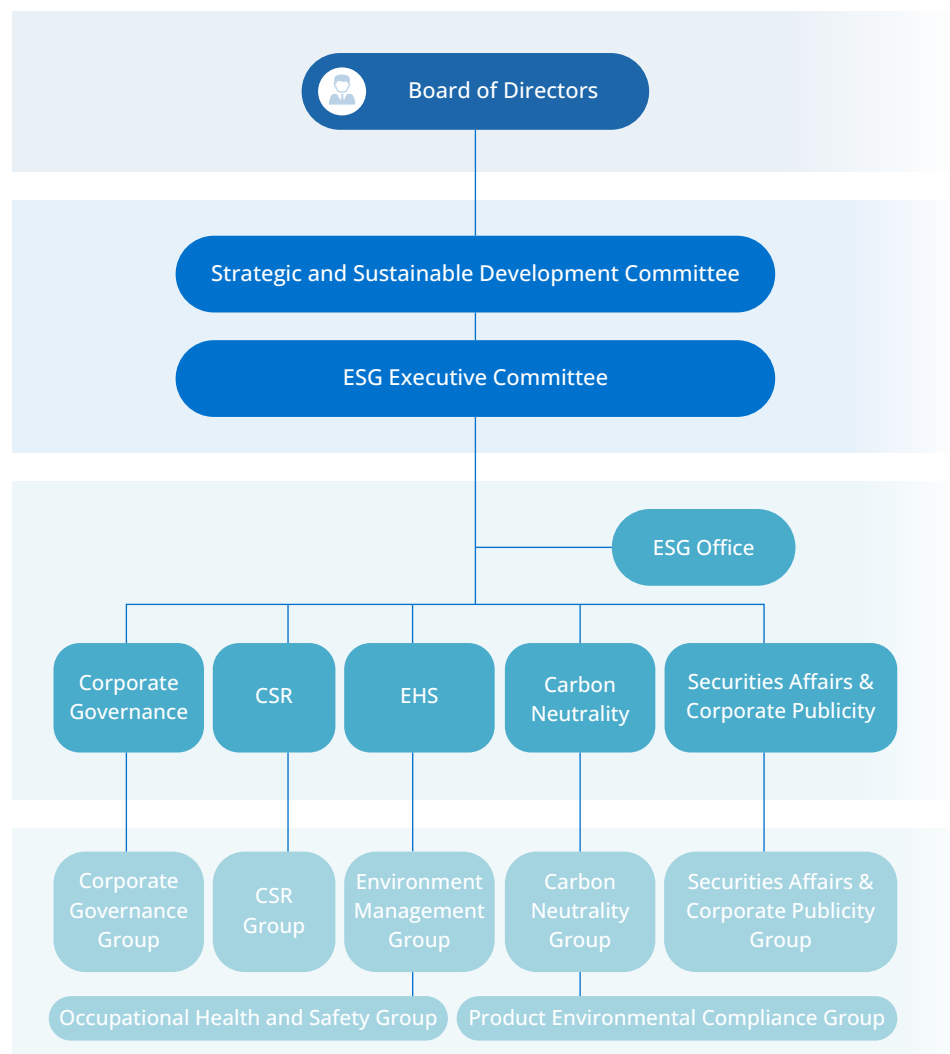 Board of Directors
Strategic and Sustainable Development Committee
ESG Executive Committee
ESG Office
Corporate
Governance
CSR
EHS
Carbon
Neutrality
Securities Affairs &
Corporate Publicity
Corporate
Governance
Group
CSR
Group
Environment
Management
Group
Carbon
Neutrality
Group
Securities Affairs &
Corporate Publicity
Group
Occupational Health and Safety Group
Product Environmental Compliance Group